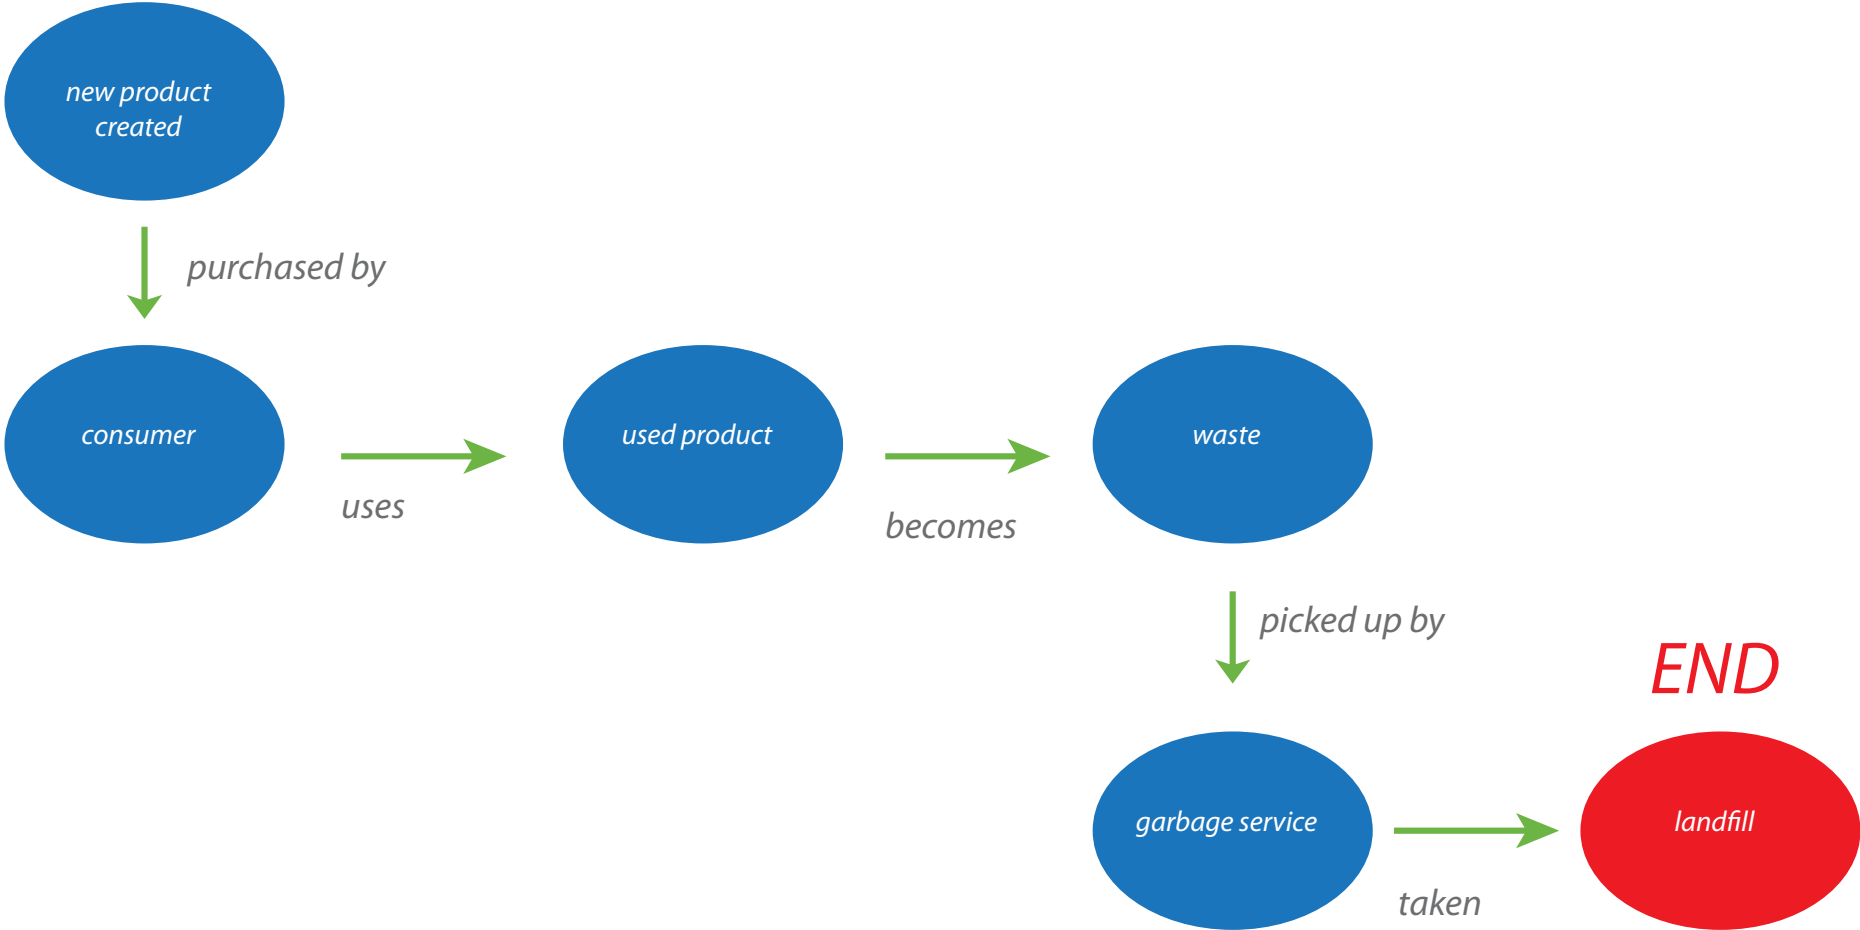 new product
created
purchased by
consumer
used product
waste
uses
becomes
picked up by
END
garbage service
landfill
taken